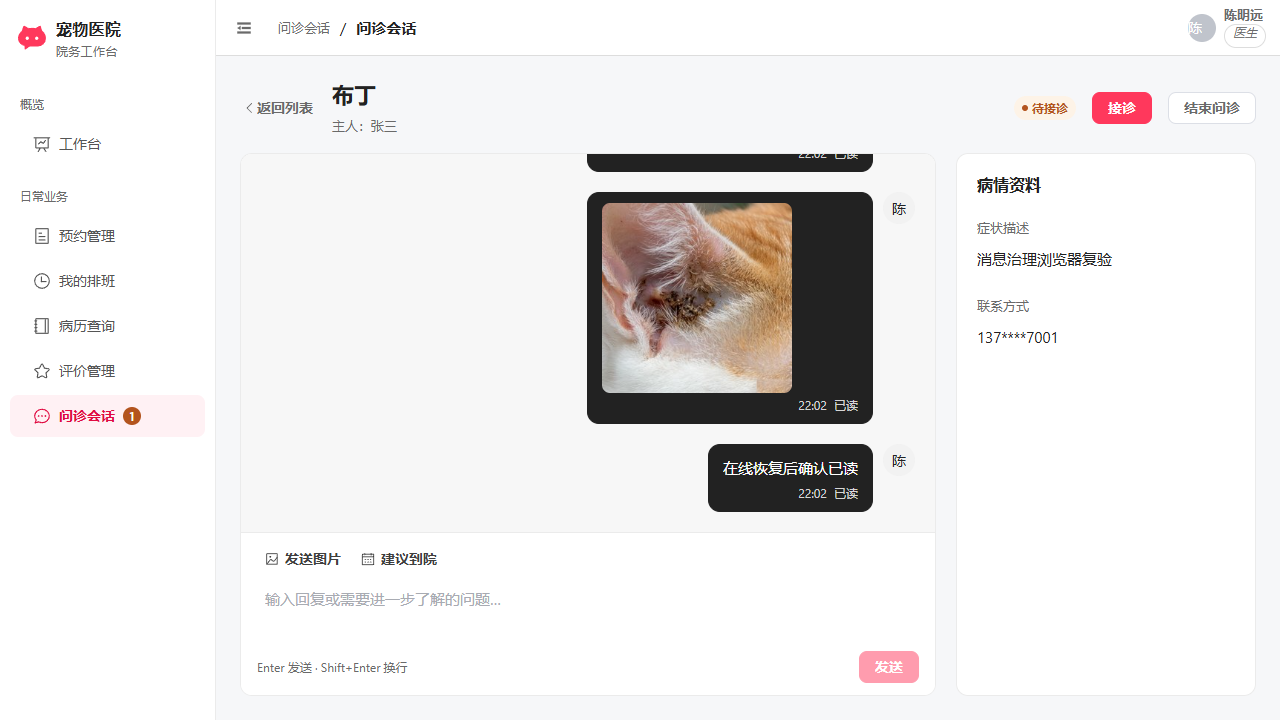 宠物医院
院务工作台
概览
工作台
日常业务
预约管理
我的排班
病历查询
评价管理
问诊会话 1
问诊会话 / 问诊会话
陈
陈明远
医生
返回列表
布丁
主人：张三
待接诊
接诊
结束问诊
22:02 已读
陈
22:02 已读
在线恢复后确认已读
22:02 已读
陈
发送图片
建议到院
输入回复或需要进一步了解的问题...
Enter 发送 · Shift+Enter 换行
发送
病情资料
症状描述
消息治理浏览器复验
联系方式
137****7001